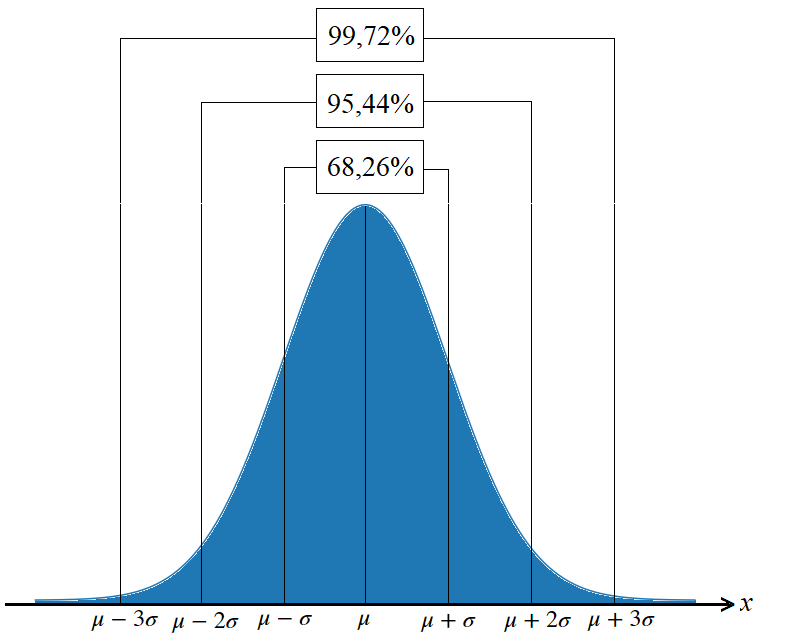 99,72%
95,44%
68,26%
x
μ − 3σ μ − 2σ μ − σ μ μ + σ μ + 2σ μ + 3σ